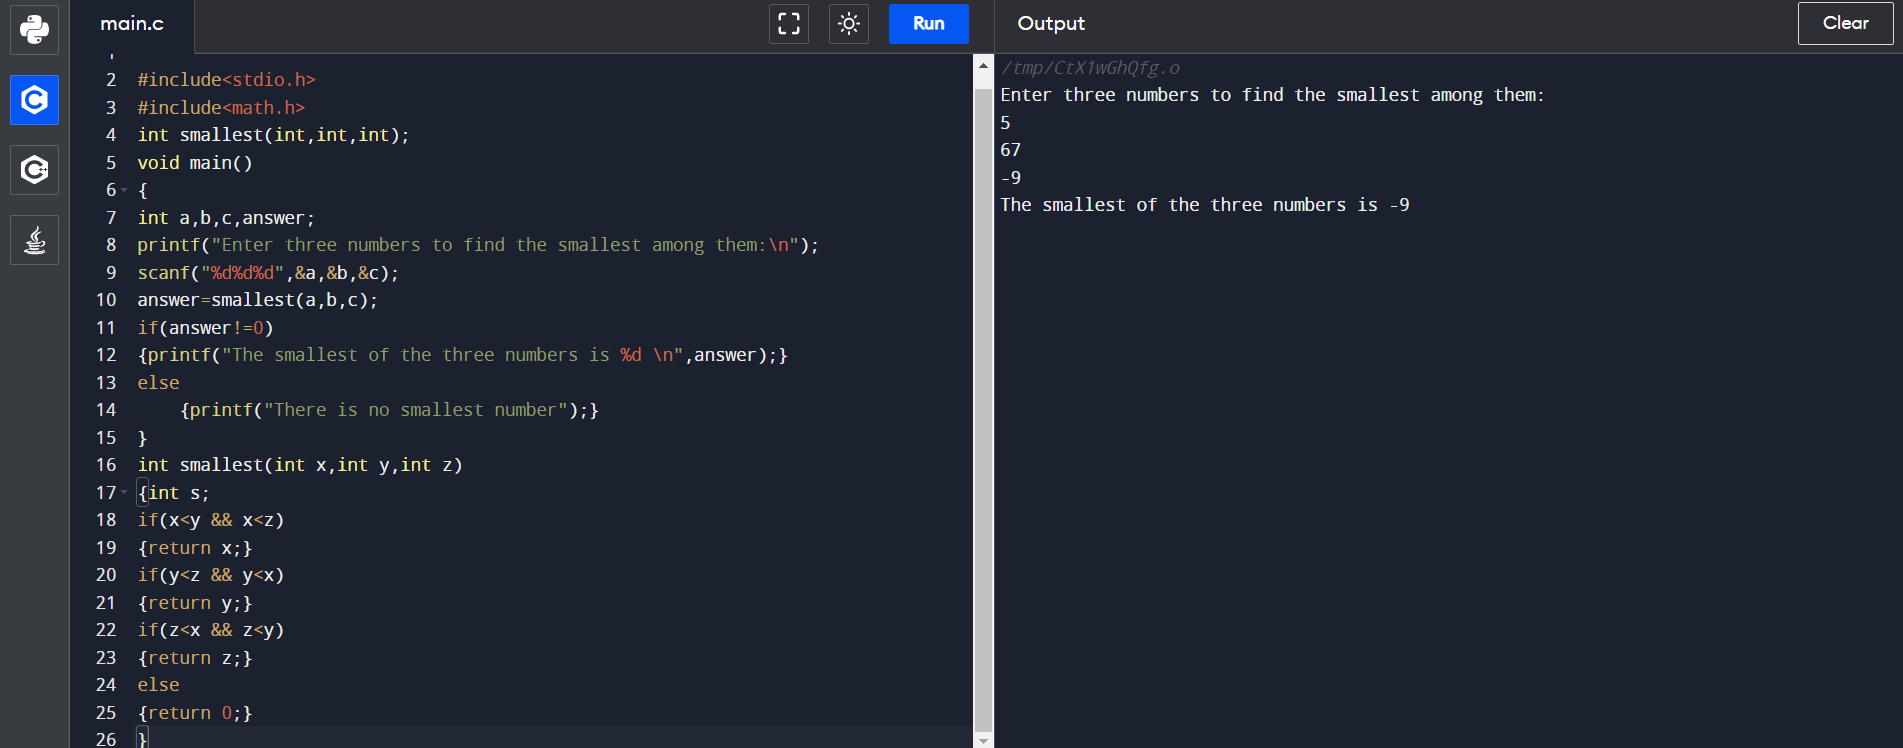 main.c
Run
Output
Clear
2 #include<stdio.h>
3 #include<math.h>
4 int smallest(int,int,int);
5 void main()
6 {
7 int a,b,c,answer;
8 printf("Enter three numbers to find the smallest among them:\n");
9 scanf("%d%d%d",&a,&b,&c);
10 answer=smallest(a,b,c);
11 if(answer!=0)
12 {printf("The smallest of the three numbers is %d \n",answer);}
13 else
14     {printf("There is no smallest number");}
15 }
16 int smallest(int x,int y,int z)
17 {int s;
18 if(x<y && x<z)
19 {return x;}
20 if(y<z && y<x)
21 {return y;}
22 if(z<x && z<y)
23 {return z;}
24 else
25 {return 0;}
26 }
/tmp/CtX1wGhQfg.o
Enter three numbers to find the smallest among them:
5
67
-9
The smallest of the three numbers is -9